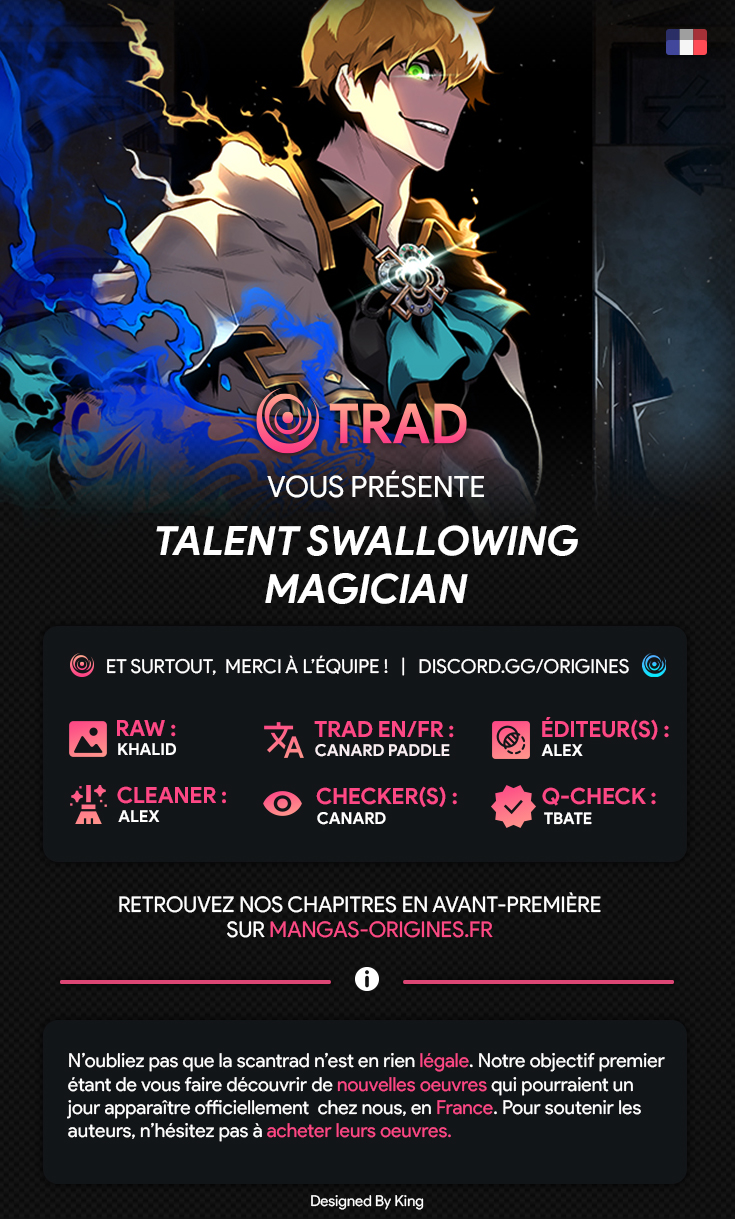 TRAD
VOUS PRÉSENTE
TALENT SWALLOWING
MAGICIAN
ET SURTOUT, MERCI À L'ÉQUIPE ! | DISCORD.GG/ORIGINES
RAW :
KHALID
TRAD EN/FR :
CANARD PADDLE
ÉDITEUR(S) :
ALEX
CLEANER :
ALEX
CHECKER(S) :
CANARD
Q-CHECK :
TBATE
RETROUVEZ NOS CHAPITRES EN AVANT-PREMIÈRE
SUR MANGAS-ORIGINES.FR
N'oubliez pas que la scantrad n'est en rien légale. Notre objectif premier
étant de vous faire découvrir de nouvelles oeuvres qui pourraient un
jour apparaître officiellement chez nous, en France. Pour soutenir les
auteurs, n'hésitez pas à acheter leurs oeuvres.
Designed By King